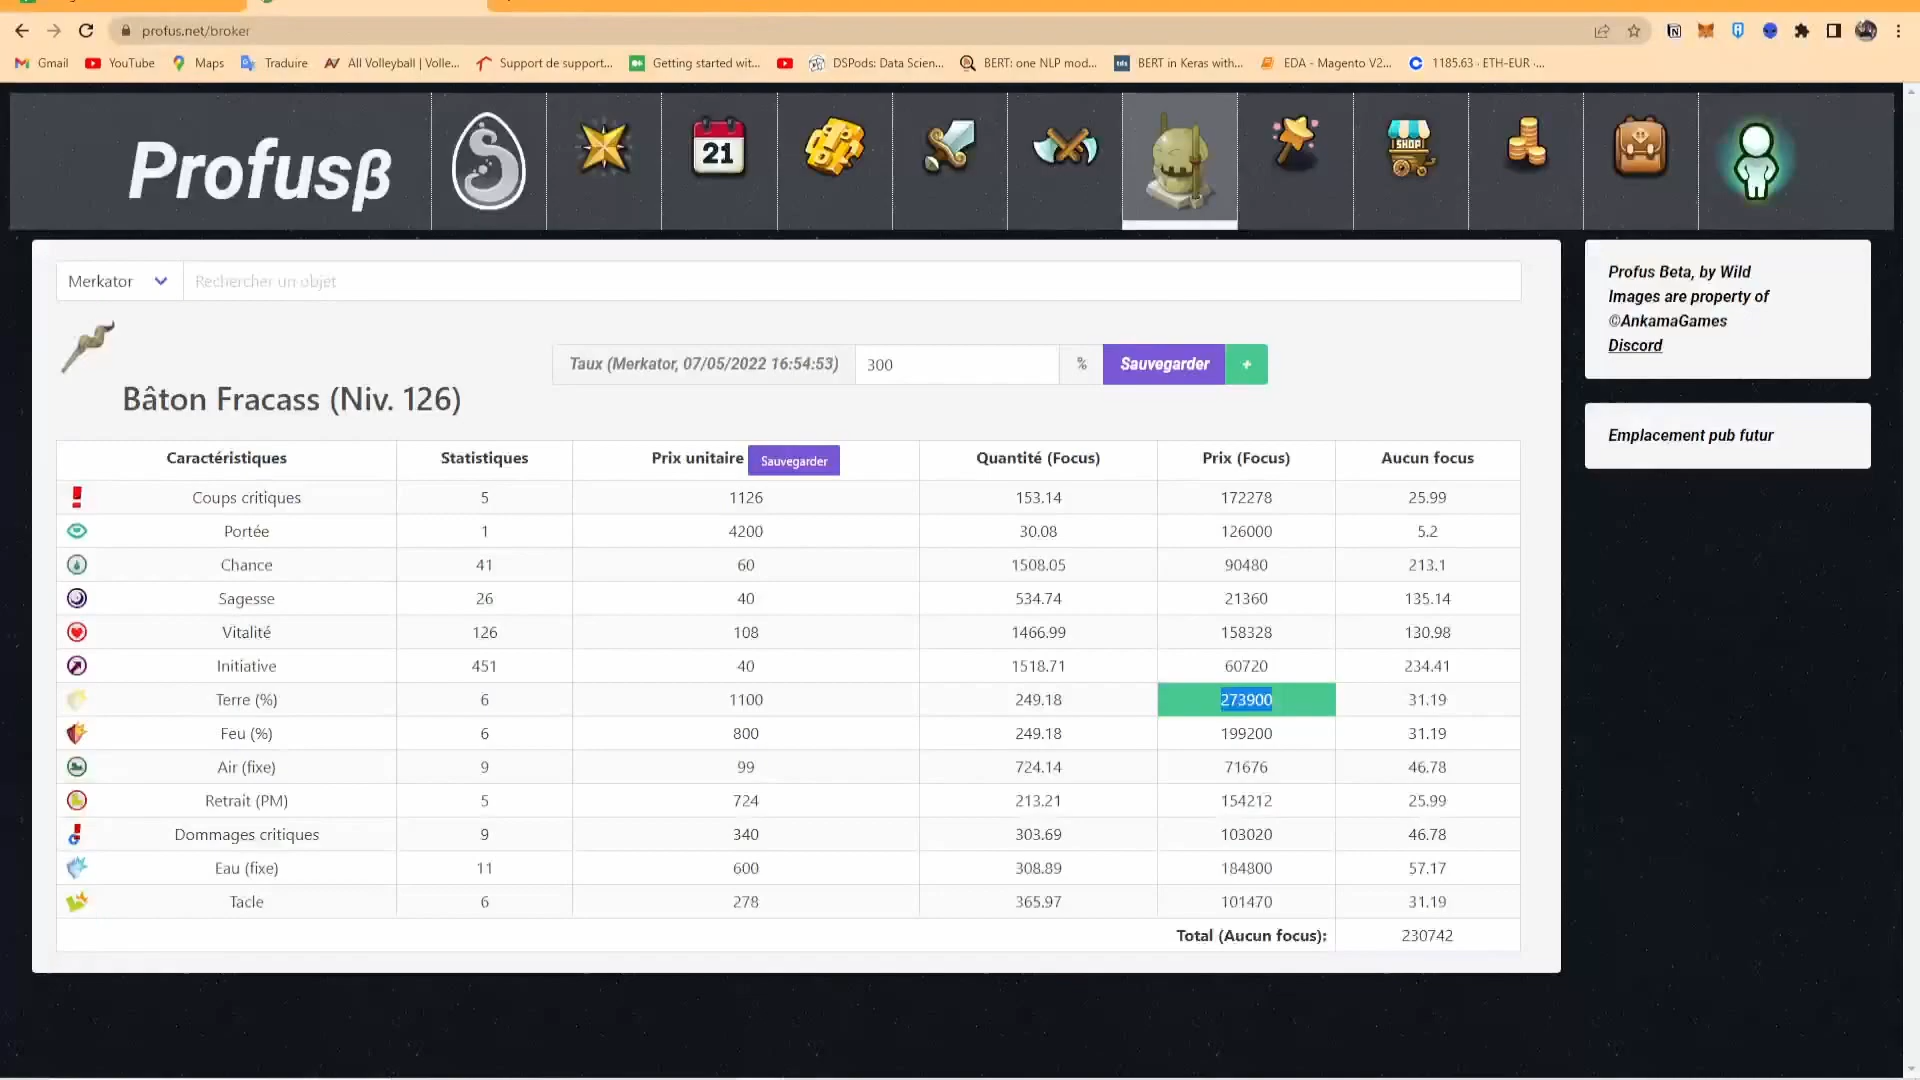 profus.net/broker
Gmail YouTube Maps Traduire All Volleyball | Volle... Support de support... Getting started wit... DSPods: Data Scien... BERT: one NLP mod... BERT in Keras with... EDA - Magento V2... 1185.63 · ETH-EUR ·...
Profusβ
21
SHOP
Merkator Rechercher un objet
Profus Beta, by Wild
Images are property of
©AnkamaGames
Discord
Taux (Merkator, 07/05/2022 16:54:53) 300 % Sauvegarder +
Bâton Fracass (Niv. 126)
Emplacement pub futur
Caractéristiques Statistiques Prix unitaire Sauvegarder Quantité (Focus) Prix (Focus) Aucun focus
Coups critiques 5 1126 153.14 172278 25.99
Portée 1 4200 30.08 126000 5.2
Chance 41 60 1508.05 90480 213.1
Sagesse 26 40 534.74 21360 135.14
Vitalité 126 108 1466.99 158328 130.98
Initiative 451 40 1518.71 60720 234.41
Terre (%) 6 1100 249.18 273900 31.19
Feu (%) 6 800 249.18 199200 31.19
Air (fixe) 9 99 724.14 71676 46.78
Retrait (PM) 5 724 213.21 154212 25.99
Dommages critiques 9 340 303.69 103020 46.78
Eau (fixe) 11 600 308.89 184800 57.17
Tacle 6 278 365.97 101470 31.19
Total (Aucun focus): 230742